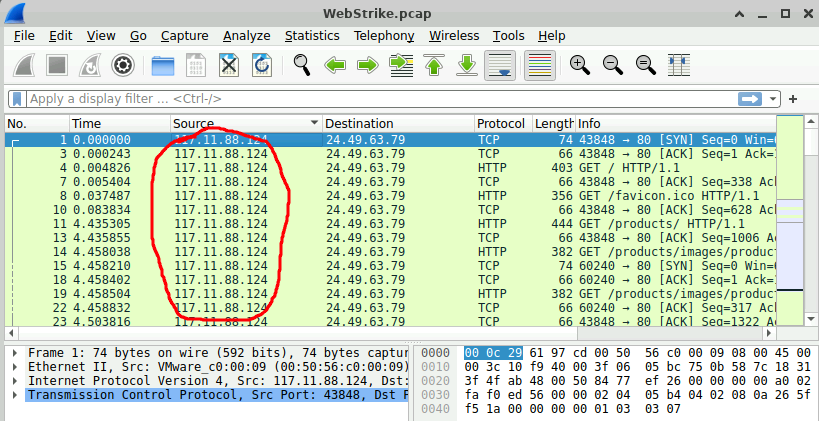 WebStrike.pcap
File Edit View Go Capture Analyze Statistics Telephony Wireless Tools Help
Apply a display filter ... <Ctrl-/>
No. Time Source Destination Protocol Length Info
1 0.000000 117.11.88.124 24.49.63.79 TCP 74 43848 → 80 [SYN] Seq=0 Win=
3 0.000243 117.11.88.124 24.49.63.79 TCP 66 43848 → 80 [ACK] Seq=1 Ack=
4 0.004826 117.11.88.124 24.49.63.79 HTTP 403 GET / HTTP/1.1
7 0.005404 117.11.88.124 24.49.63.79 TCP 66 43848 → 80 [ACK] Seq=338 Ac
8 0.037487 117.11.88.124 24.49.63.79 HTTP 356 GET /favicon.ico HTTP/1.1
10 0.083834 117.11.88.124 24.49.63.79 TCP 66 43848 → 80 [ACK] Seq=628 Ac
11 4.435305 117.11.88.124 24.49.63.79 HTTP 444 GET /products/ HTTP/1.1
13 4.435855 117.11.88.124 24.49.63.79 TCP 66 43848 → 80 [ACK] Seq=1006 A
14 4.458038 117.11.88.124 24.49.63.79 HTTP 382 GET /products/images/produc
15 4.458210 117.11.88.124 24.49.63.79 TCP 74 60240 → 80 [SYN] Seq=0 Win=
18 4.458402 117.11.88.124 24.49.63.79 TCP 66 60240 → 80 [ACK] Seq=1 Ack=
19 4.458504 117.11.88.124 24.49.63.79 HTTP 382 GET /products/images/produc
22 4.458832 117.11.88.124 24.49.63.79 TCP 66 60240 → 80 [ACK] Seq=317 Ac
23 4.503816 117.11.88.124 24.49.63.79 TCP 66 43848 → 80 [ACK] Seq=1322 A
Frame 1: 74 bytes on wire (592 bits), 74 bytes captur
Ethernet II, Src: VMware_c0:00:09 (00:50:56:c0:00:09)
Internet Protocol Version 4, Src: 117.11.88.124, Dst:
Transmission Control Protocol, Src Port: 43848, Dst P
0000 00 0c 29 61 97 cd 00 50 56 c0 00 09 08 00 45 00
0010 00 3c 10 f9 40 00 3f 06 05 bc 75 0b 58 7c 18 31
0020 3f 4f ab 48 00 50 84 77 ef 26 00 00 00 00 a0 02
0030 fa f0 ed 56 00 00 02 04 05 b4 04 02 08 0a 26 5f
0040 f5 1a 00 00 00 00 01 03 03 07